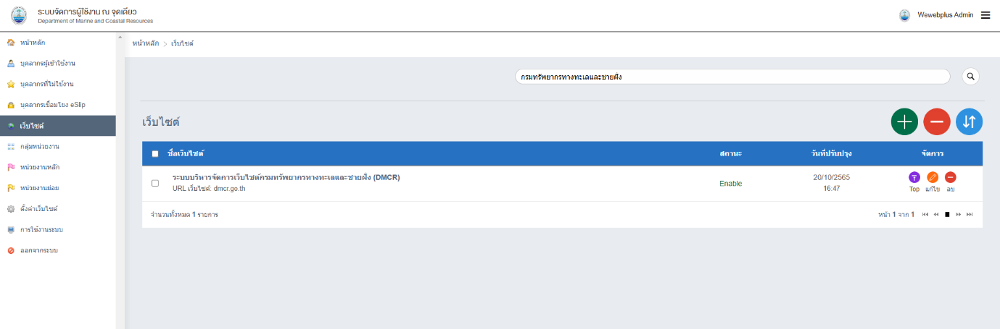 ระบบจัดการผู้ใช้งาน ณ จุดเดียว
Department of Marine and Coastal Resources
Wewebplus Admin
หน้าหลัก
บุคลากรผู้เข้าใช้งาน
บุคลากรที่ไม่ใช้งาน
บุคลากรเชื่อมโยง eSlip
เว็บไซต์
กลุ่มหน่วยงาน
หน่วยงานหลัก
หน่วยงานย่อย
ตั้งค่าเว็บไซต์
การใช้งานระบบ
ออกจากระบบ
หน้าหลัก > เว็บไซต์
กรมทรัพยากรทางทะเลและชายฝั่ง
เว็บไซต์
ชื่อเว็บไซต์ สถานะ วันที่ปรับปรุง จัดการ
ระบบบริหารจัดการเว็บไซต์กรมทรัพยากรทางทะเลและชายฝั่ง (DMCR)
URL เว็บไซต์: dmcr.go.th
Enable
20/10/2565
16:47
T
Top แก้ไข ลบ
จำนวนทั้งหมด 1 รายการ
หน้า 1 จาก 1